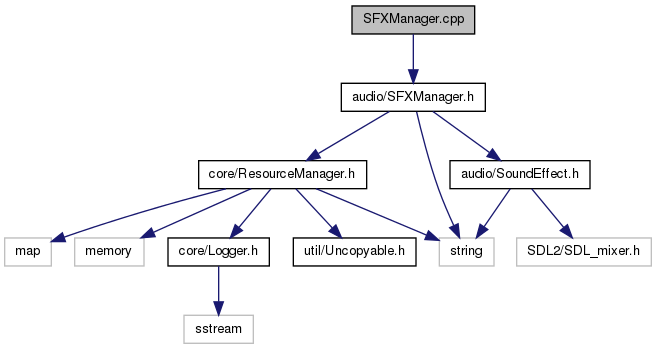 SFXManager.cpp
audio/SFXManager.h
core/ResourceManager.h
audio/SoundEffect.h
map
memory
core/Logger.h
util/Uncopyable.h
string
SDL2/SDL_mixer.h
sstream